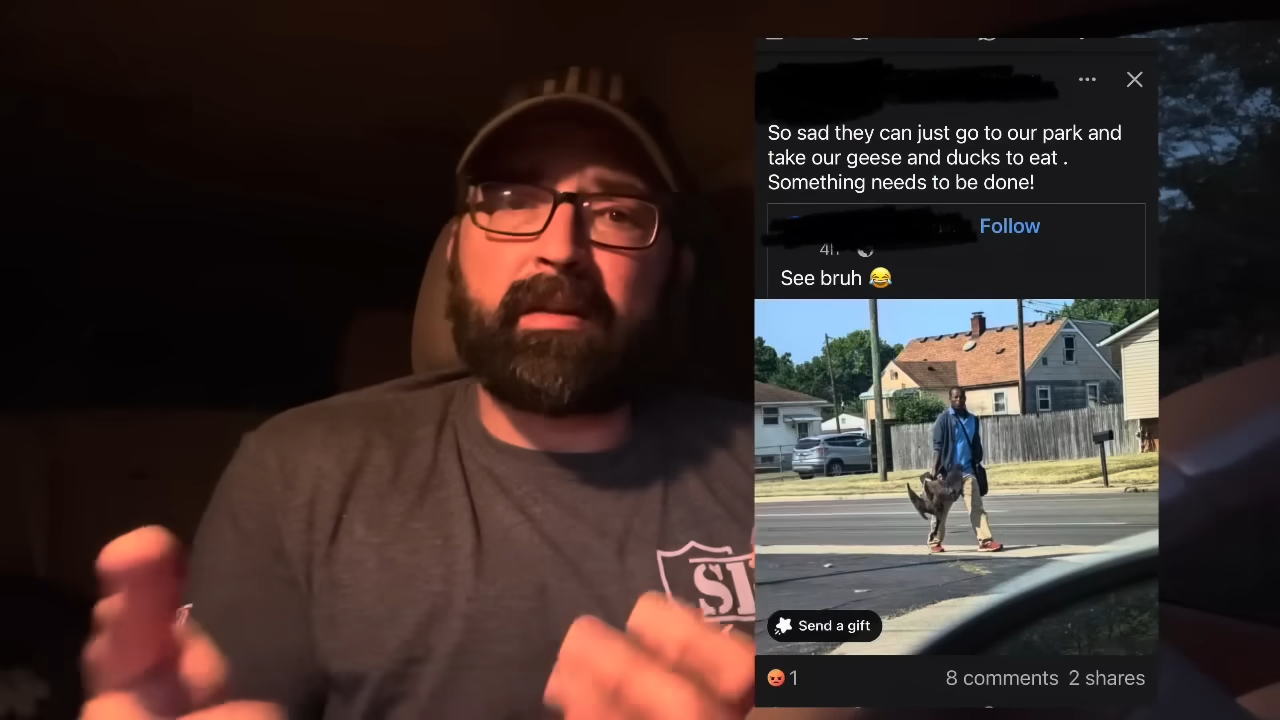 So sad they can just go to our park and
take our geese and ducks to eat .
Something needs to be done!
Follow
See bruh 😂
Send a gift
1
8 comments 2 shares